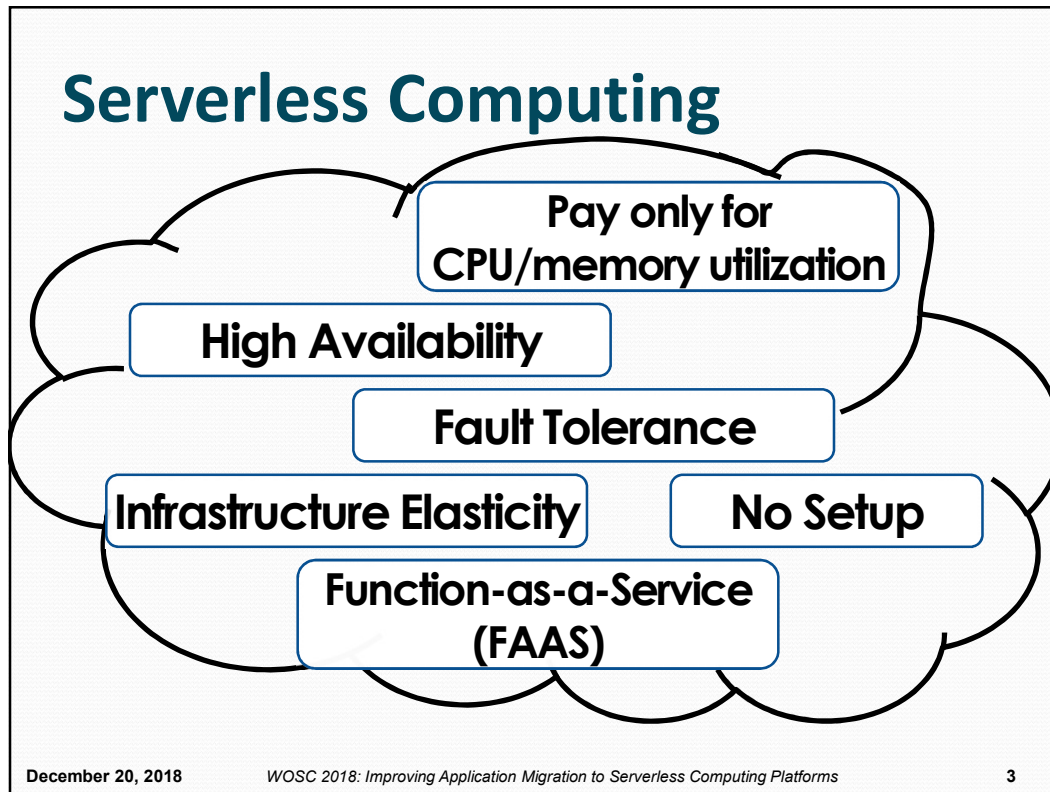 Serverless Computing
Pay only for
CPU/memory utilization
High Availability
Fault Tolerance
Infrastructure Elasticity
No Setup
Function-as-a-Service
(FAAS)
December 20, 2018
WOSC 2018: Improving Application Migration to Serverless Computing Platforms
3